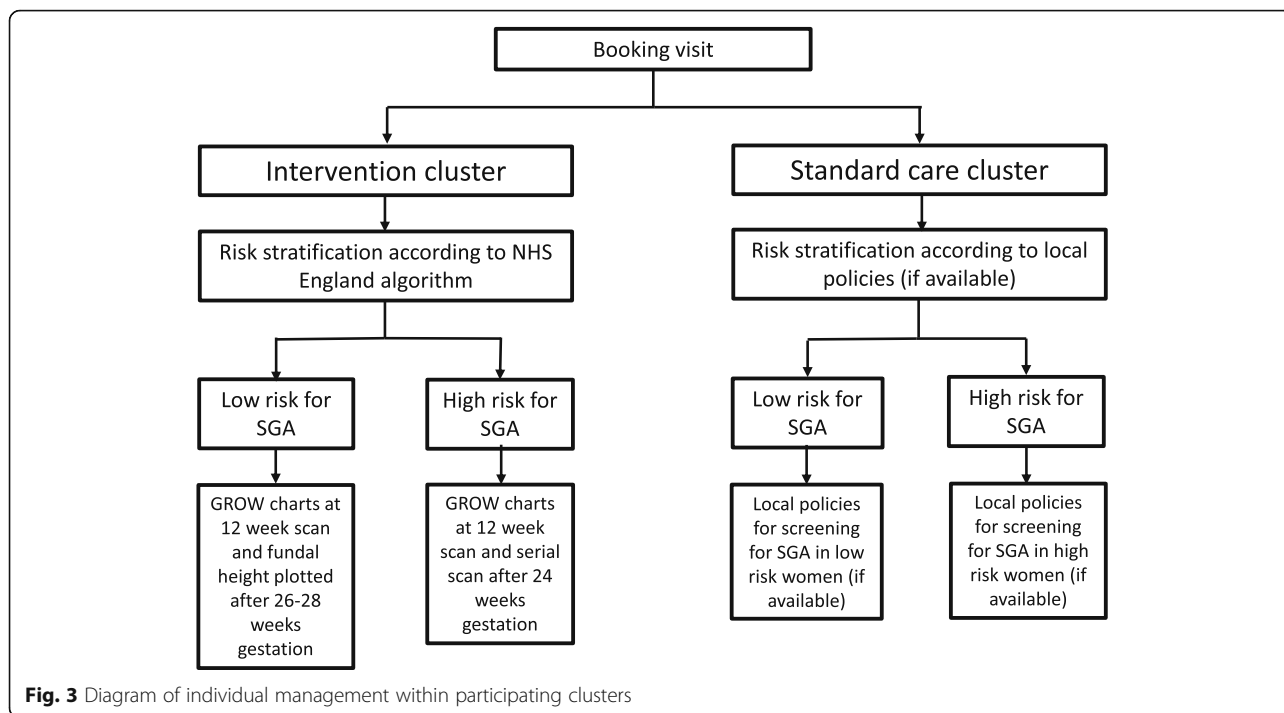 Booking visit
Intervention cluster
Standard care cluster
Risk stratification according to NHS
England algorithm
Risk stratification according to local
policies (if available)
Low risk for
SGA
High risk for
SGA
Low risk for
SGA
High risk for
SGA
GROW charts at
12 week scan
and fundal
height plotted
after 26-28
weeks
gestation
GROW charts
at 12 week
scan and serial
scan after 24
weeks
gestation
Local policies
for screening
for SGA in low
risk women (if
available)
Local policies
for screening
for SGA in high
risk women (if
available)
Fig. 3 Diagram of individual management within participating clusters